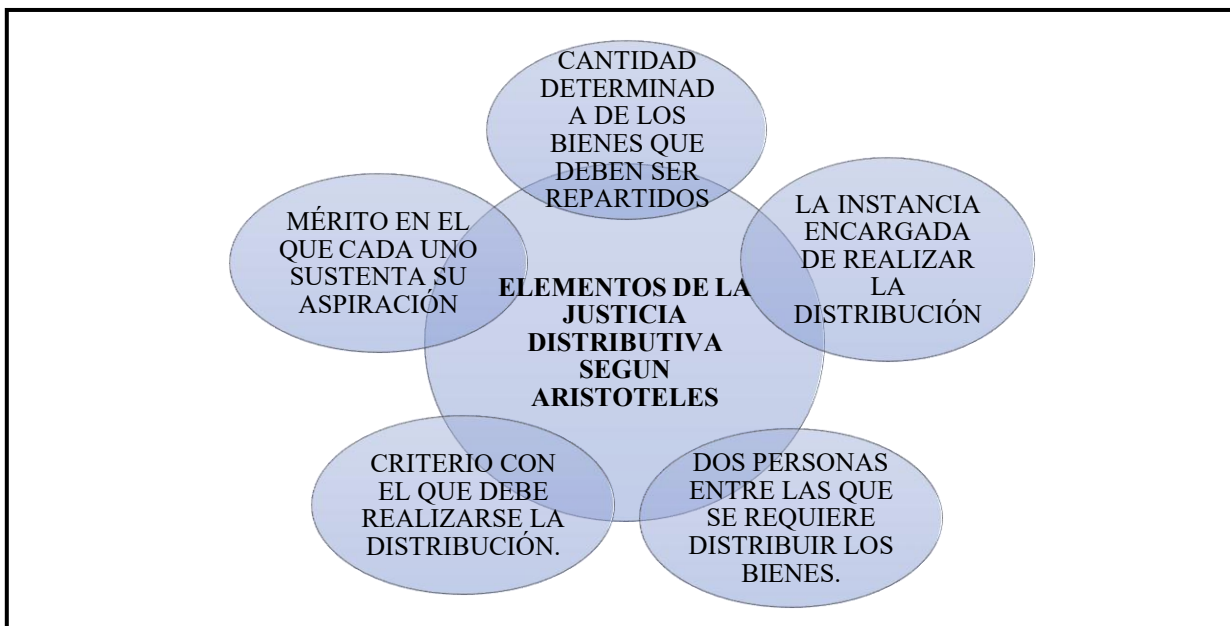 CANTIDAD
DETERMINAD
A DE LOS
BIENES QUE
DEBEN SER
REPARTIDOS
LA INSTANCIA
ENCARGADA
DE REALIZAR
LA
DISTRIBUCIÓN
DOS PERSONAS
ENTRE LAS QUE
SE REQUIERE
DISTRIBUIR LOS
BIENES.
CRITERIO CON
EL QUE DEBE
REALIZARSE LA
DISTRIBUCIÓN.
MÉRITO EN EL
QUE CADA UNO
SUSTENTA SU
ASPIRACIÓN
ELEMENTOS DE LA
JUSTICIA
DISTRIBUTIVA
SEGUN
ARISTOTELES